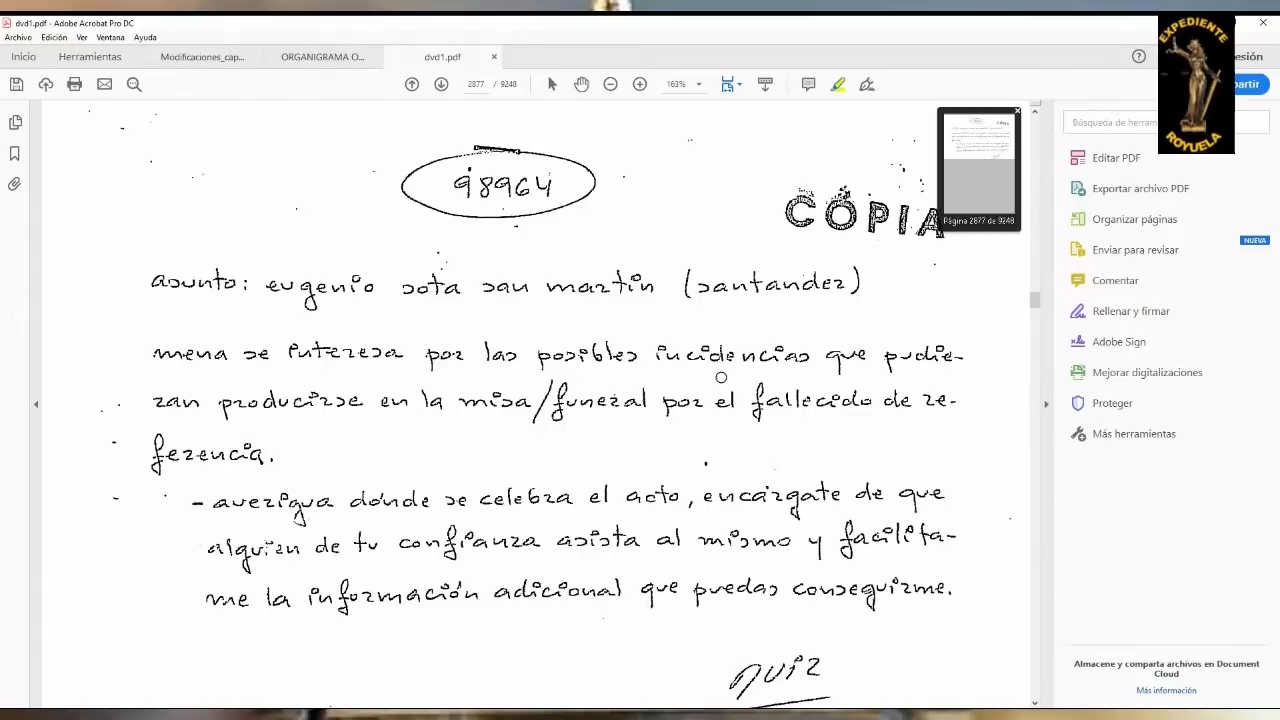 dvd1.pdf - Adobe Acrobat Pro DC
Archivo Edición Ver Ventana Ayuda
Inicio Herramientas Modificaciones_cap... ORGANIGRAMA O... dvd1.pdf
EXPEDIENTE
ROYUELA
2877 / 9248 163%
98964
COPIA
Página 2877 de 9248
asunto: eugenio sota san martin (santander)
mena se interesa por las posibles incidencias que pudie-
ran producirse en la misa/funeral por el fallecido de re-
ferencia.
- averigua dónde se celebra el acto, encárgate de que
alguien de tu confianza asista al mismo y facilita-
me la información adicional que puedas conseguirme.
Búsqueda de herram
Editar PDF
Exportar archivo PDF
Organizar páginas
NUEVA
Enviar para revisar
Comentar
Rellenar y firmar
Adobe Sign
Mejorar digitalizaciones
Proteger
Más herramientas
Almacene y comparta archivos en Document
Cloud
Más información